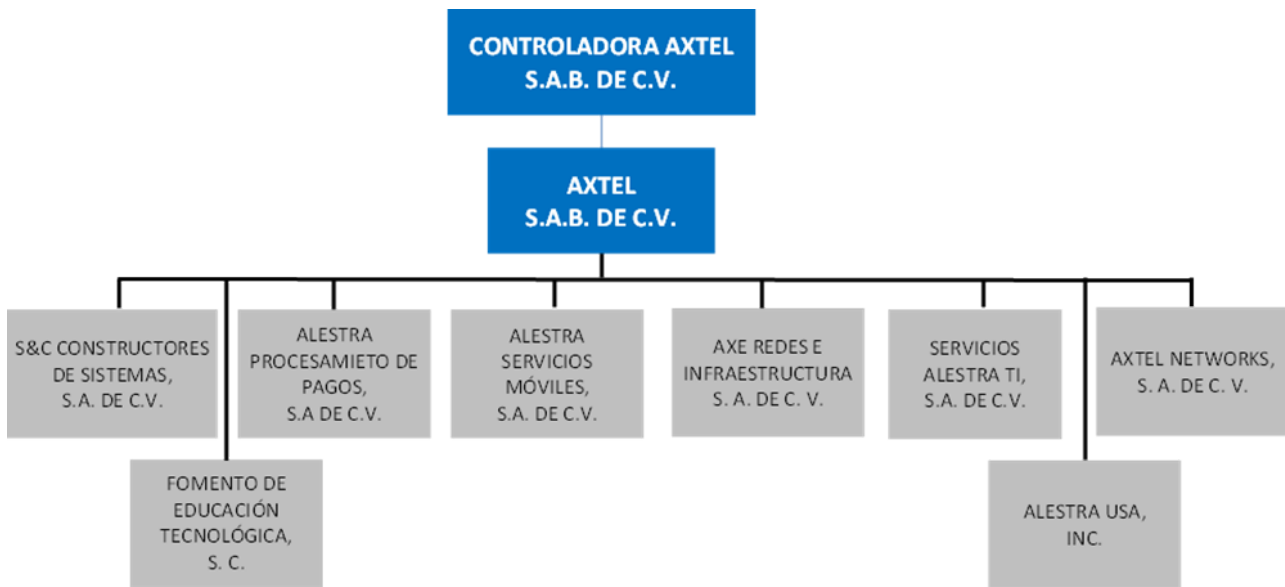 CONTROLADORA AXTEL
S.A.B. DE C.V.
AXTEL
S.A.B. DE C.V.
S&C CONSTRUCTORES
DE SISTEMAS,
S.A. DE C.V.
ALESTRA
PROCESAMIETO DE
PAGOS,
S.A DE C.V.
ALESTRA
SERVICIOS
MÓVILES,
S.A. DE C.V.
AXE REDES E
INFRAESTRUCTURA
S. A. DE C. V.
SERVICIOS
ALESTRA TI,
S.A. DE C.V.
AXTEL NETWORKS,
S. A. DE C.V.
FOMENTO DE
EDUCACIÓN
TECNOLÓGICA,
S. C.
ALESTRA USA,
INC.